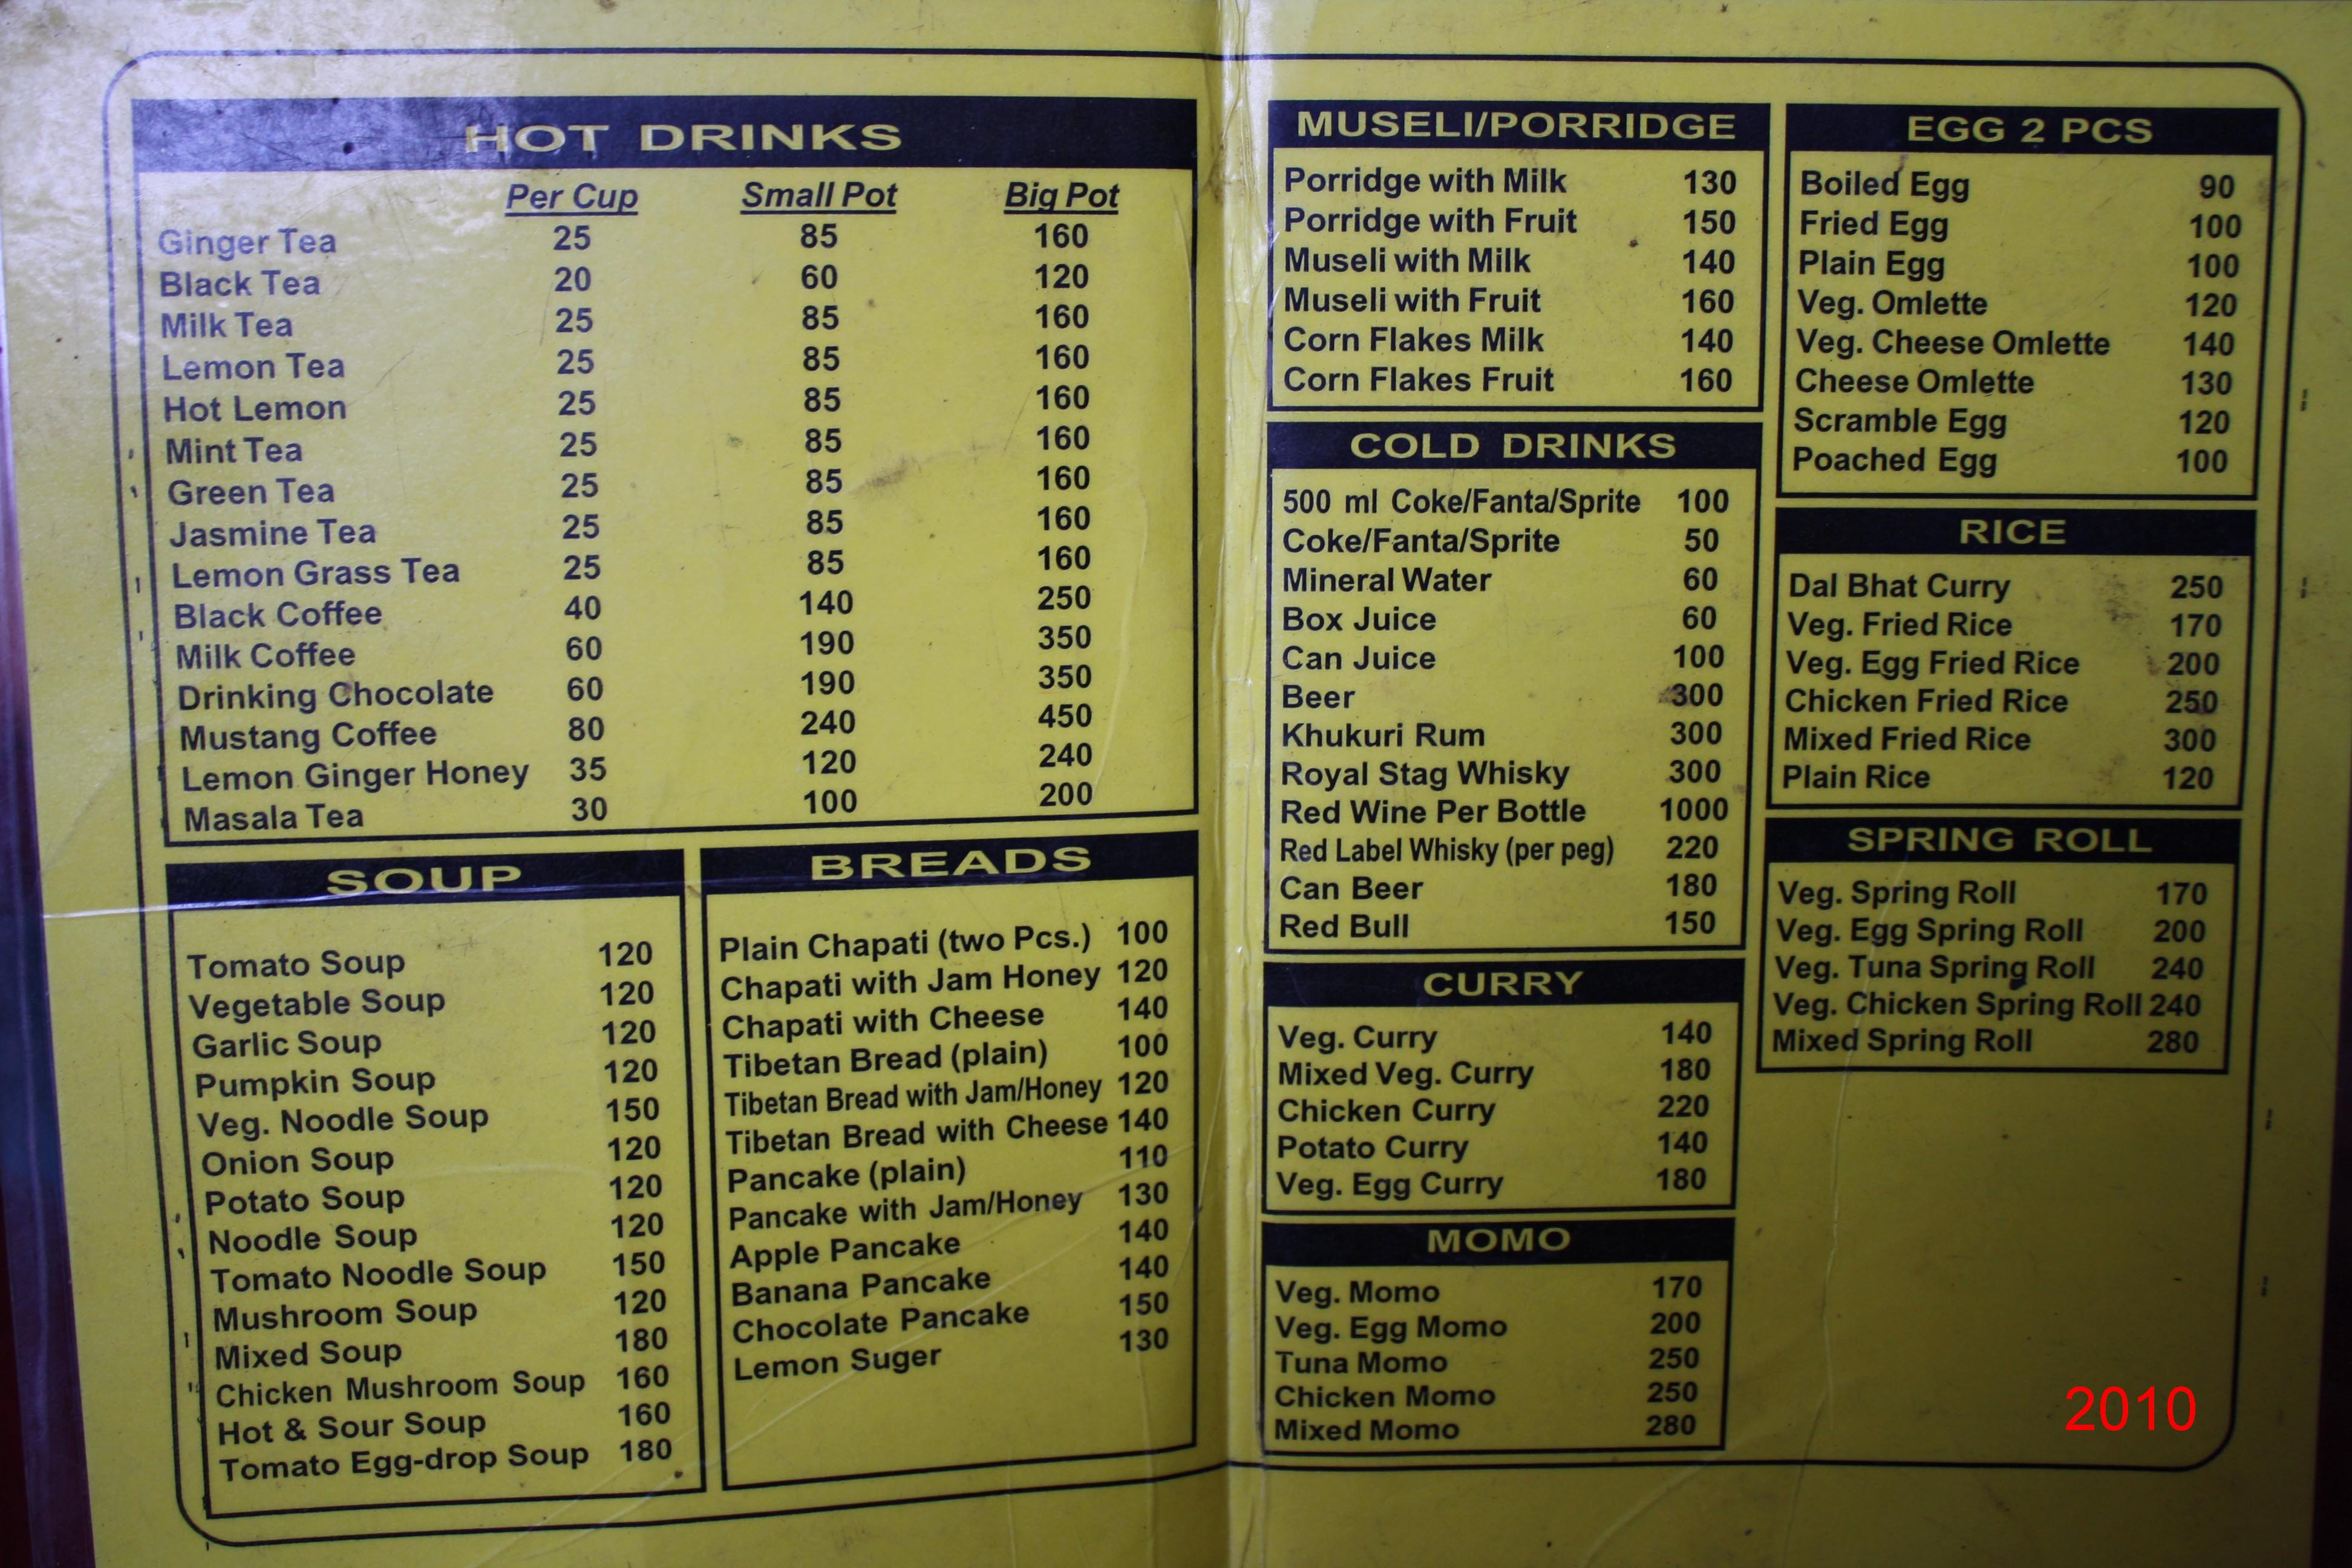 HOT DRINKS
Per Cup Small Pot Big Pot
Ginger Tea 25 85 160
Black Tea 20 60 120
Milk Tea 25 85 160
Lemon Tea 25 85 160
Hot Lemon 25 85 160
Mint Tea 25 85 160
Green Tea 25 85 160
Jasmine Tea 25 85 160
Lemon Grass Tea 25 85 160
Black Coffee 40 140 250
Milk Coffee 60 190 350
Drinking Chocolate 60 190 350
Mustang Coffee 80 240 450
Lemon Ginger Honey 35 120 240
Masala Tea 30 100 200
SOUP
Tomato Soup 120
Vegetable Soup 120
Garlic Soup 120
Pumpkin Soup 120
Veg. Noodle Soup 150
Onion Soup 120
Potato Soup 120
Noodle Soup 120
Tomato Noodle Soup 150
Mushroom Soup 120
Mixed Soup 180
Chicken Mushroom Soup 160
Hot & Sour Soup 160
Tomato Egg-drop Soup 180
BREADS
Plain Chapati (two Pcs.) 100
Chapati with Jam Honey 120
Chapati with Cheese 140
Tibetan Bread (plain) 100
Tibetan Bread with Jam/Honey 120
Tibetan Bread with Cheese 140
Pancake (plain) 110
Pancake with Jam/Honey 130
Apple Pancake 140
Banana Pancake 140
Chocolate Pancake 150
Lemon Suger 130
MUSELI/PORRIDGE
Porridge with Milk 130
Porridge with Fruit 150
Museli with Milk 140
Museli with Fruit 160
Corn Flakes Milk 140
Corn Flakes Fruit 160
COLD DRINKS
500 ml Coke/Fanta/Sprite 100
Coke/Fanta/Sprite 50
Mineral Water 60
Box Juice 60
Can Juice 100
Beer 300
Khukuri Rum 300
Royal Stag Whisky 300
Red Wine Per Bottle 1000
Red Label Whisky (per peg) 220
Can Beer 180
Red Bull 150
CURRY
Veg. Curry 140
Mixed Veg. Curry 180
Chicken Curry 220
Potato Curry 140
Veg. Egg Curry 180
MOMO
Veg. Momo 170
Veg. Egg Momo 200
Tuna Momo 250
Chicken Momo 250
Mixed Momo 280
EGG 2 PCS
Boiled Egg 90
Fried Egg 100
Plain Egg 100
Veg. Omlette 120
Veg. Cheese Omlette 140
Cheese Omlette 130
Scramble Egg 120
Poached Egg 100
RICE
Dal Bhat Curry 250
Veg. Fried Rice 170
Veg. Egg Fried Rice 200
Chicken Fried Rice 250
Mixed Fried Rice 300
Plain Rice 120
SPRING ROLL
Veg. Spring Roll 170
Veg. Egg Spring Roll 200
Veg. Tuna Spring Roll 240
Veg. Chicken Spring Roll 240
Mixed Spring Roll 280
2010